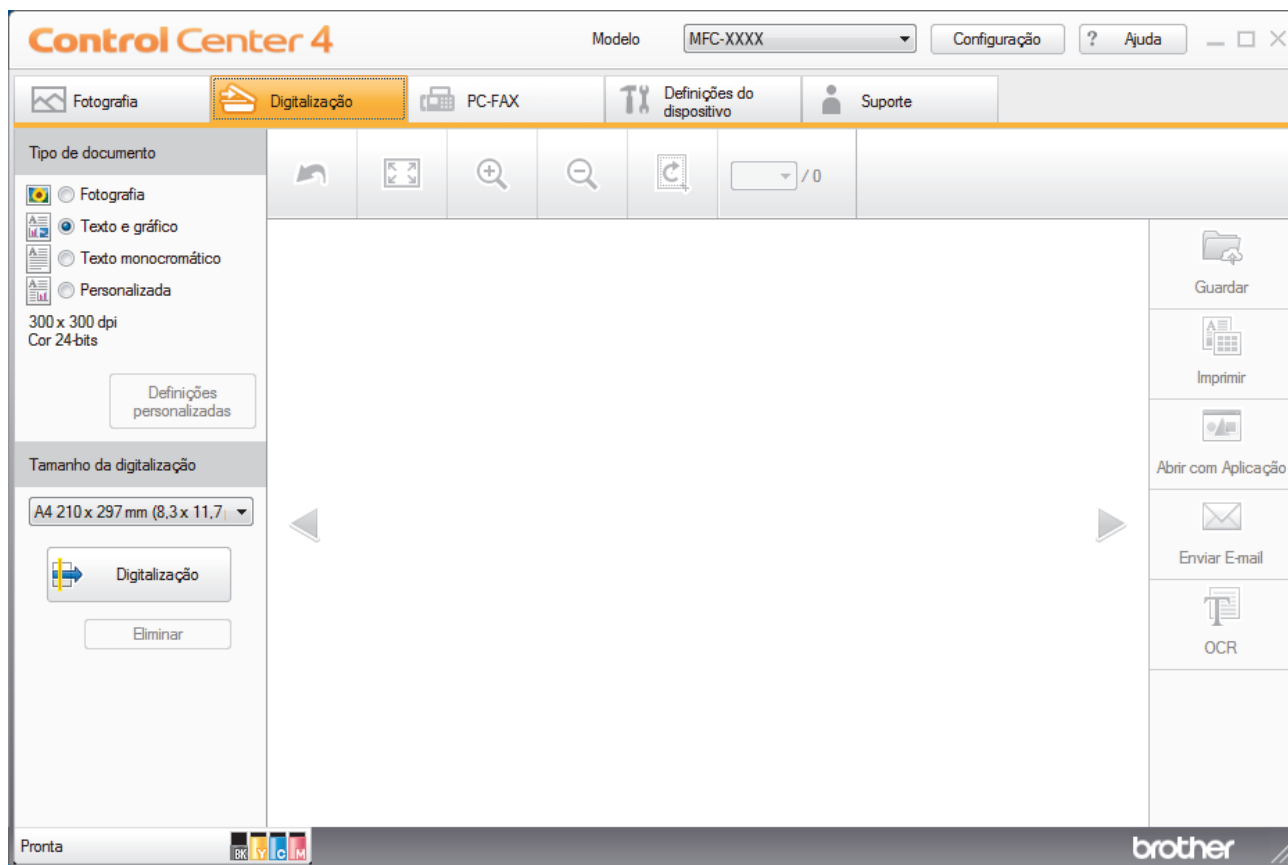 Control Center 4
Modelo
MFC-XXXX
Configuração
? Ajuda
Fotografia
Digitalização
PC-FAX
Definições do
dispositivo
Suporte
Tipo de documento
Fotografia
Texto e gráfico
Texto monocromático
Personalizada
300 x 300 dpi
Cor 24-bits
Definições
personalizadas
Tamanho da digitalização
A4 210 x 297 mm (8,3 x 11,7
Digitalização
Eliminar
/ 0
Guardar
Imprimir
Abrir com Aplicação
Enviar E-mail
OCR
Pronta
BK Y C M
brother